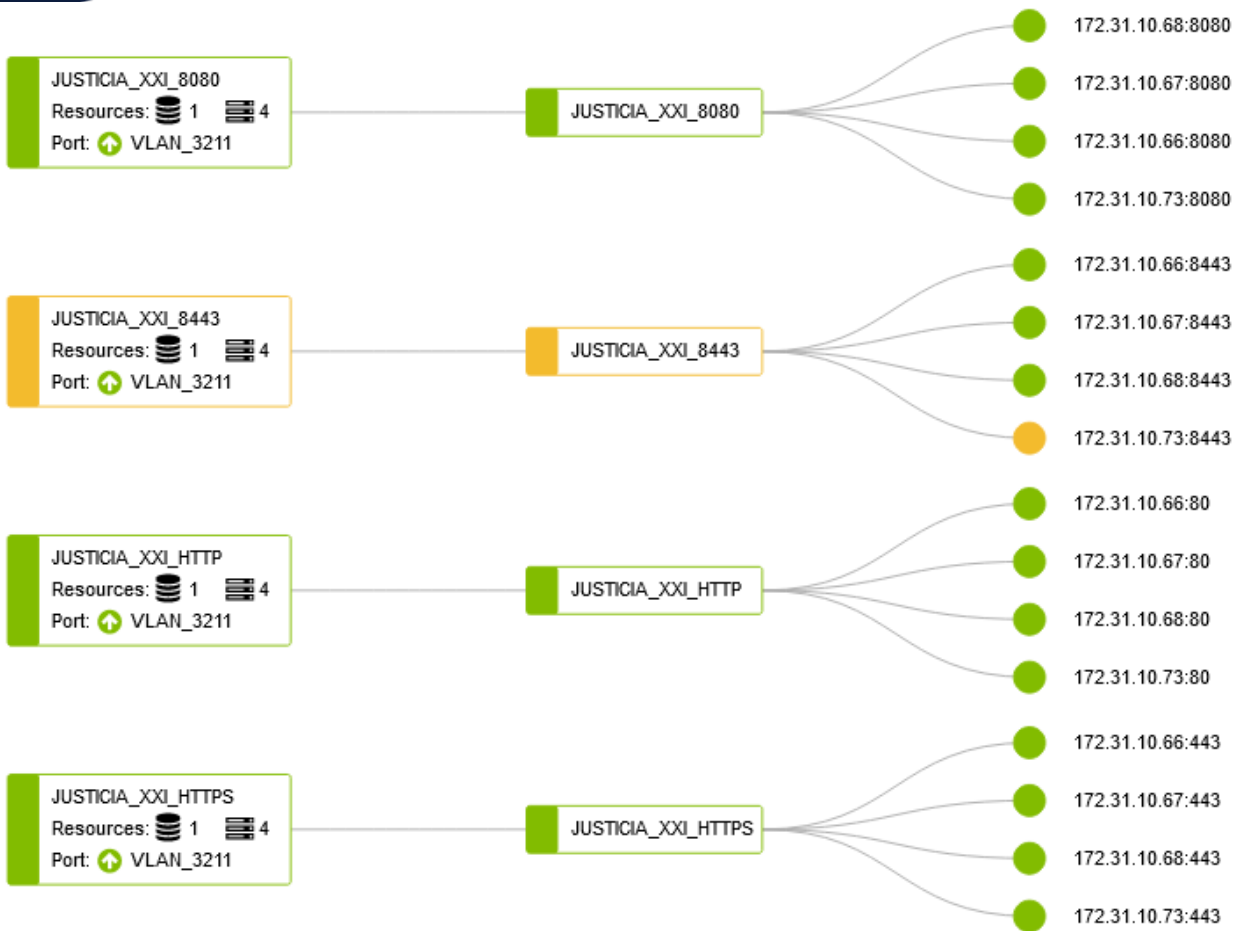 JUSTICIA_XXI_8080
Resources: 1 4
Port: VLAN_3211
JUSTICIA_XXI_8080
172.31.10.68:8080
172.31.10.67:8080
172.31.10.66:8080
172.31.10.73:8080
JUSTICIA_XXI_8443
Resources: 1 4
Port: VLAN_3211
JUSTICIA_XXI_8443
172.31.10.66:8443
172.31.10.67:8443
172.31.10.68:8443
172.31.10.73:8443
JUSTICIA_XXI_HTTP
Resources: 1 4
Port: VLAN_3211
JUSTICIA_XXI_HTTP
172.31.10.66:80
172.31.10.67:80
172.31.10.68:80
172.31.10.73:80
JUSTICIA_XXI_HTTPS
Resources: 1 4
Port: VLAN_3211
JUSTICIA_XXI_HTTPS
172.31.10.66:443
172.31.10.67:443
172.31.10.68:443
172.31.10.73:443